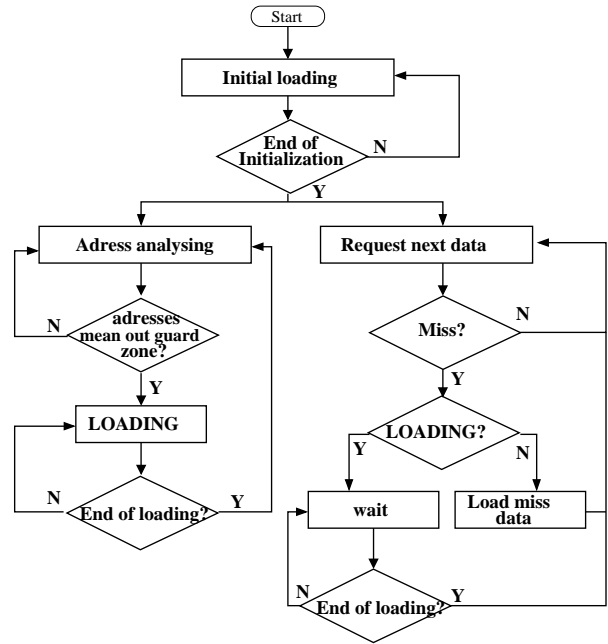 Start
Initial loading
End of
Initialization
N
Y
Adress analysing
adresses
mean out guard
zone?
N
Y
LOADING
End of loading?
N
Y
Request next data
Miss?
N
Y
LOADING?
Y
N
wait
Load miss
data
End of loading?
N
Y